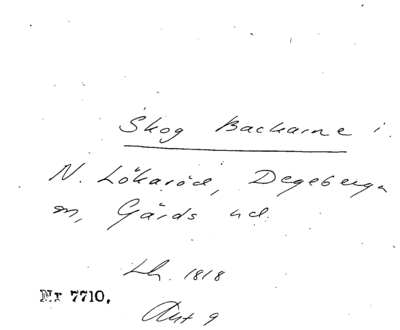 Skog Backarne i
N. Lökaröd, Degeberga
sn, Gärds hd.
Lh. 1818
Nr 7710.
Akt 9